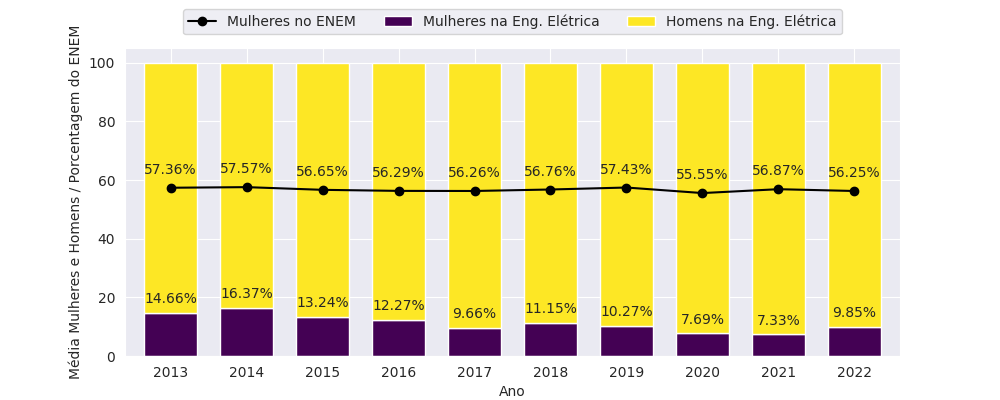 Mulheres no ENEM Mulheres na Eng. Elétrica Homens na Eng. Elétrica
Média Mulheres e Homens / Porcentagem do ENEM
100
80
60
40
20
0
57.36% 57.57% 56.65% 56.29% 56.26% 56.76% 57.43% 55.55% 56.87% 56.25%
14.66% 16.37% 13.24% 12.27% 9.66% 11.15% 10.27% 7.69% 7.33% 9.85%
2013 2014 2015 2016 2017 2018 2019 2020 2021 2022
Ano